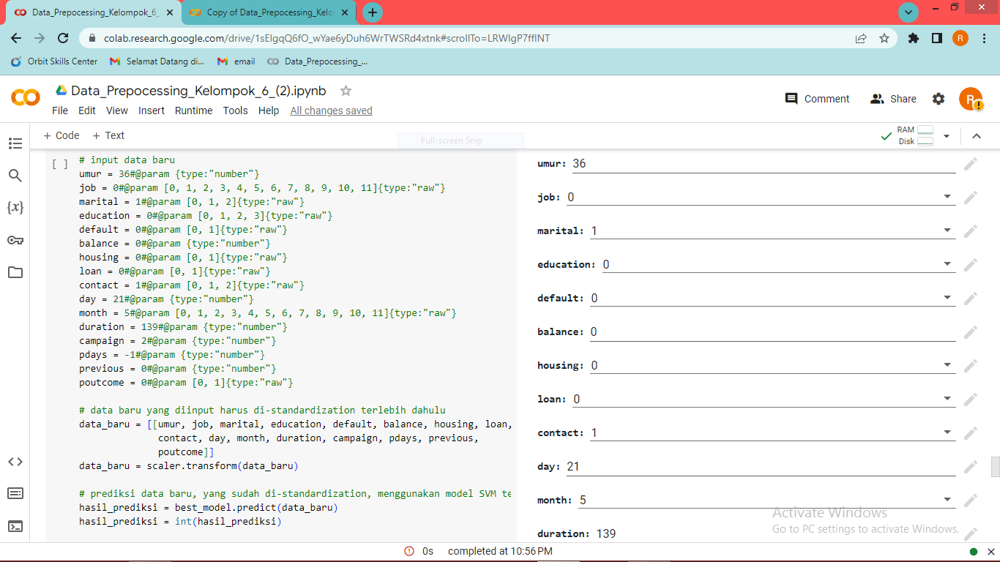 Data_Prepocessing_Kelompok_6_
Copy of Data_Prepocessing_Kelo
colab.research.google.com/drive/1sElgqQ6fO_wYae6yDuh6WrTWSRd4xtnk#scrollTo=LRWIgP7fflNT
R
Orbit Skills Center
Selamat Datang di...
email
Data_Prepocessing_...
Data_Prepocessing_Kelompok_6_(2).ipynb
Comment
Share
R
File Edit View Insert Runtime Tools Help All changes saved
+ Code + Text
Full-screen Snip
RAM
Disk
[ ]
# input data baru
umur = 36#@param {type:"number"}
job = 0#@param [0, 1, 2, 3, 4, 5, 6, 7, 8, 9, 10, 11]{type:"raw"}
marital = 1#@param [0, 1, 2]{type:"raw"}
education = 0#@param [0, 1, 2, 3]{type:"raw"}
default = 0#@param [0, 1]{type:"raw"}
balance = 0#@param {type:"number"}
housing = 0#@param [0, 1]{type:"raw"}
loan = 0#@param [0, 1]{type:"raw"}
contact = 1#@param [0, 1, 2]{type:"raw"}
day = 21#@param {type:"number"}
month = 5#@param [0, 1, 2, 3, 4, 5, 6, 7, 8, 9, 10, 11]{type:"raw"}
duration = 139#@param {type:"number"}
campaign = 2#@param {type:"number"}
pdays = -1#@param {type:"number"}
previous = 0#@param {type:"number"}
poutcome = 0#@param [0, 1]{type:"raw"}
# data baru yang diinput harus di-standardization terlebih dahulu
data_baru = [[umur, job, marital, education, default, balance, housing, loan,
contact, day, month, duration, campaign, pdays, previous,
poutcome]]
data_baru = scaler.transform(data_baru)
# prediksi data baru, yang sudah di-standardization, menggunakan model SVM te
hasil_prediksi = best_model.predict(data_baru)
hasil_prediksi = int(hasil_prediksi)
umur: 36
job: 0
marital: 1
education: 0
default: 0
balance: 0
housing: 0
loan: 0
contact: 1
day: 21
month: 5
duration: 139
Activate Windows
Go to PC settings to activate Windows.
{x}
0s completed at 10:56 PM